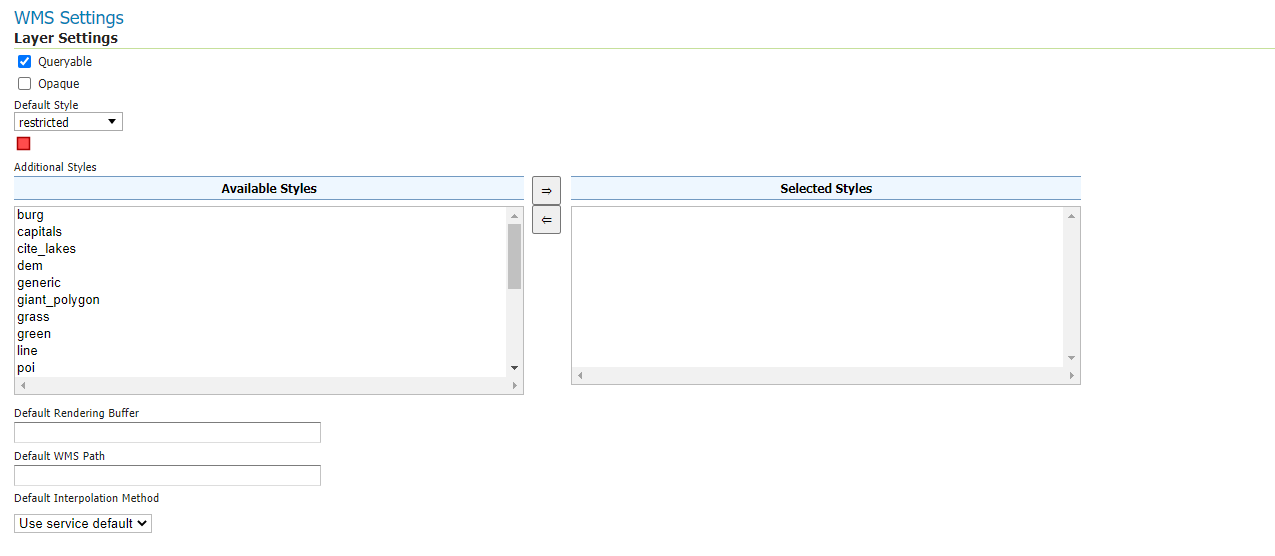 WMS Settings
Layer Settings
Queryable
Opaque
Default Style
restricted
Additional Styles
Available Styles
⇒
Selected Styles
⇐
burg
capitals
cite_lakes
dem
generic
giant_polygon
grass
green
line
poi
Default Rendering Buffer
Default WMS Path
Default Interpolation Method
Use service default